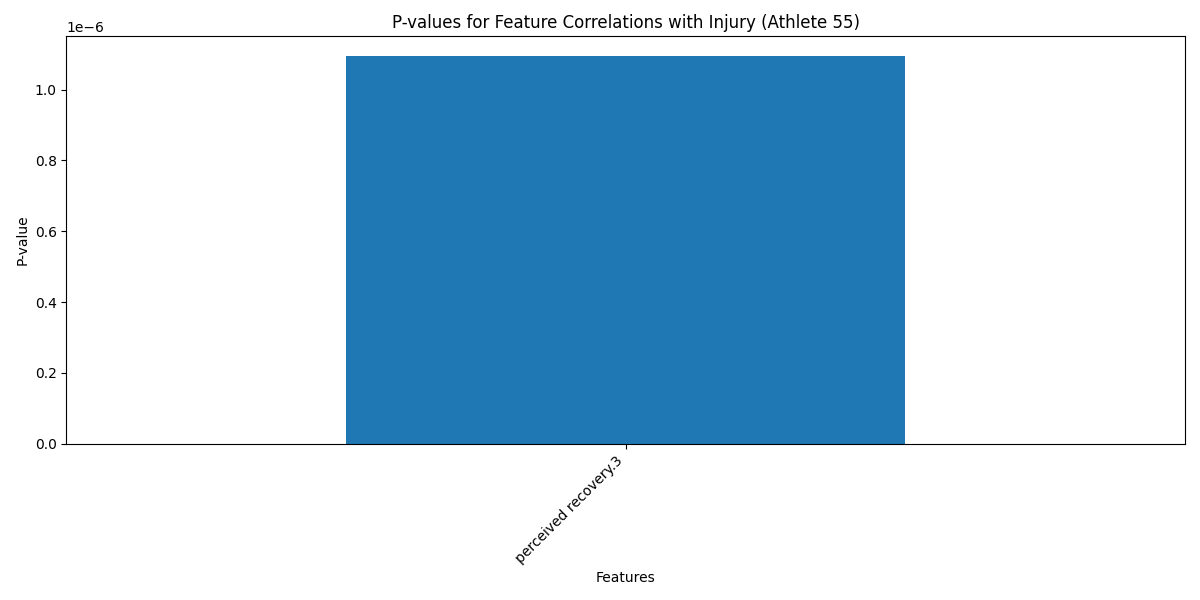 P-values for Feature Correlations with Injury (Athlete 55)
1e−6
1.0
0.8
0.6
0.4
0.2
0.0
P-value
perceived recovery.3
Features